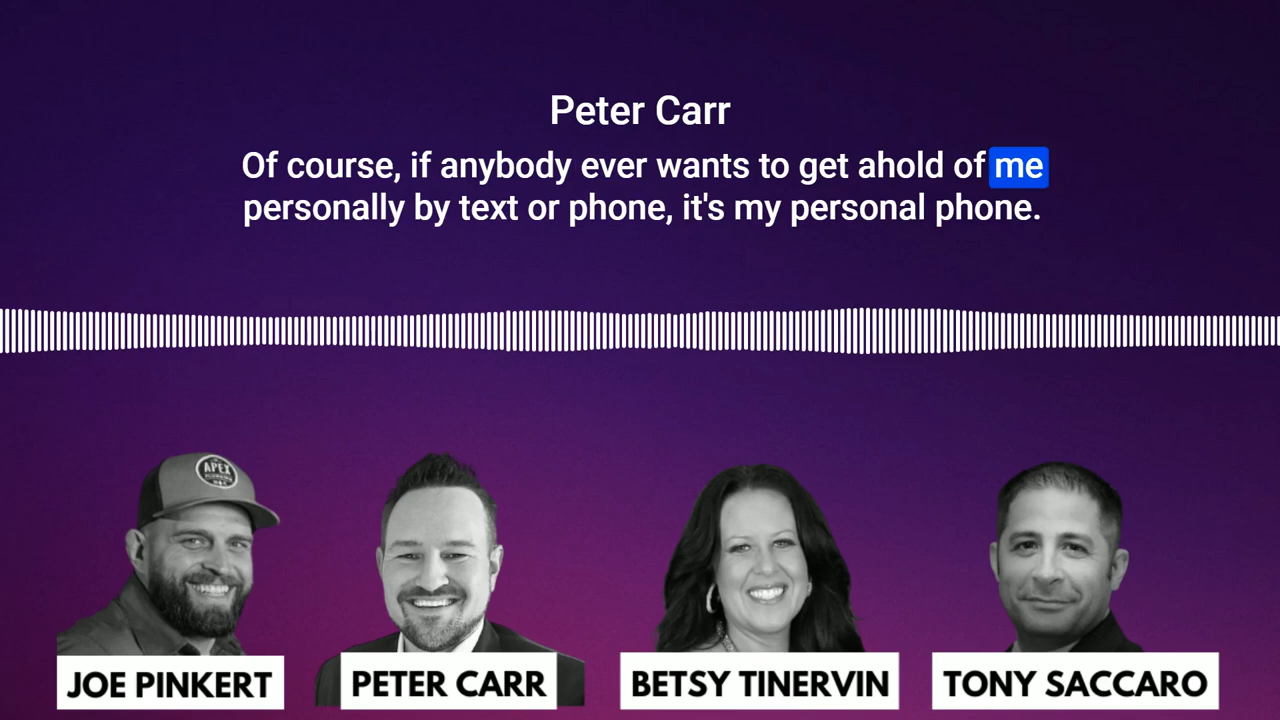 Peter Carr
Of course, if anybody ever wants to get ahold of me
personally by text or phone, it's my personal phone.
APEX
JOE PINKERT
PETER CARR
BETSY TINERVIN
TONY SACCARO